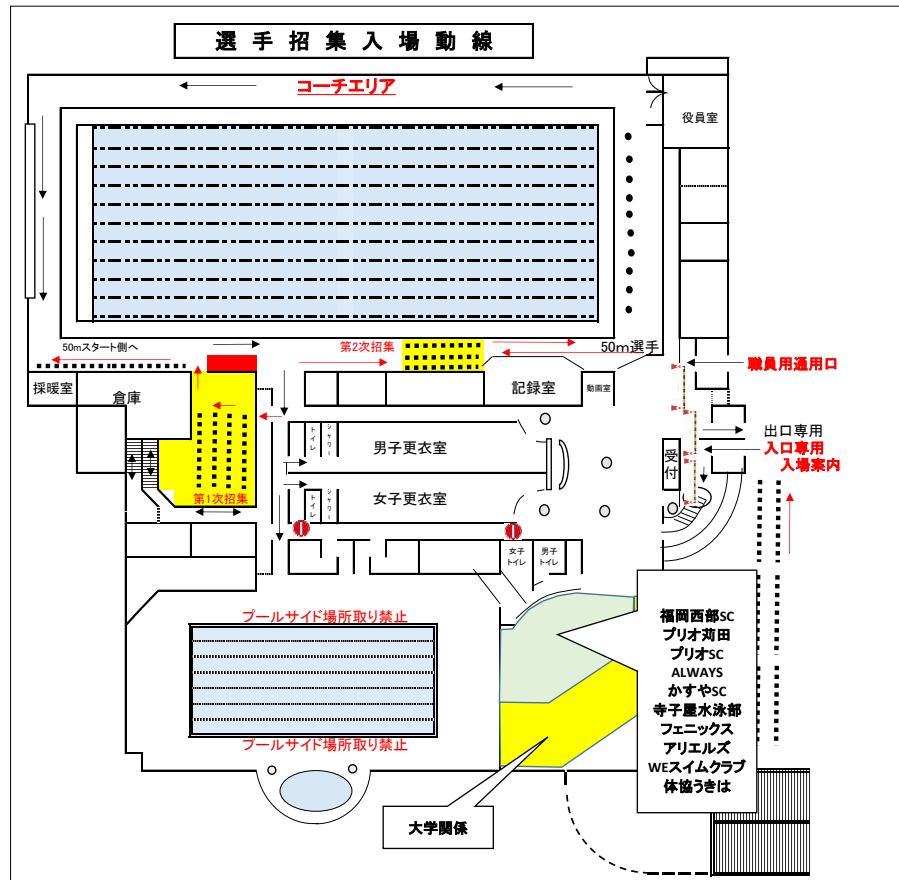 選手招集入場動線
コーチエリア
役員室
50mスタート側へ
第2次招集
50m選手
職員用通用口
採暖室
倉庫
記録室
動画室
トイレ
シャワー
男子更衣室
出口専用
入口専用
入場案内
受付
第1次招集
トイレ
シャワー
女子更衣室
女子
トイレ
男子
トイレ
プールサイド場所取り禁止
プールサイド場所取り禁止
福岡西部SC
プリオ苅田
プリオSC
ALWAYS
かすやSC
寺子屋水泳部
フェニックス
アリエルズ
WEスイムクラブ
体協うきは
大学関係